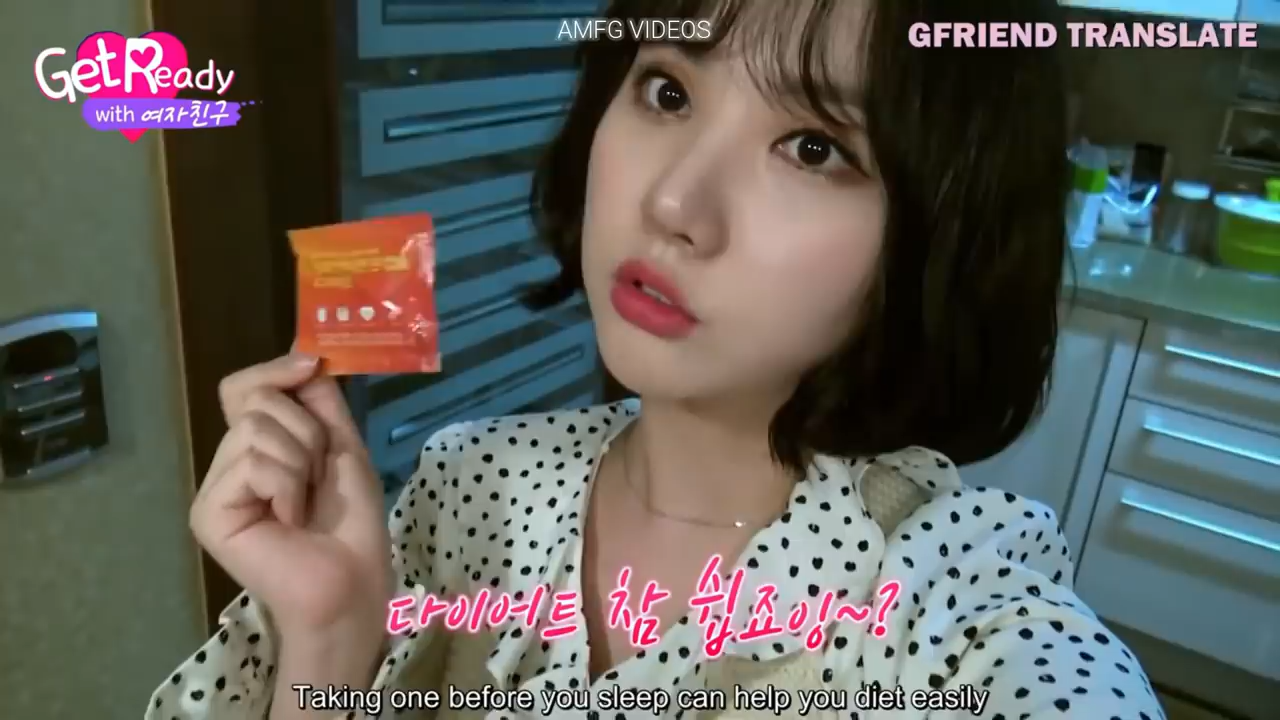 AMFG VIDEOS
GFRIEND TRANSLATE
Get Ready
with 여자친구
다이어트 참 쉽죠잉~?
Taking one before you sleep can help you diet easily